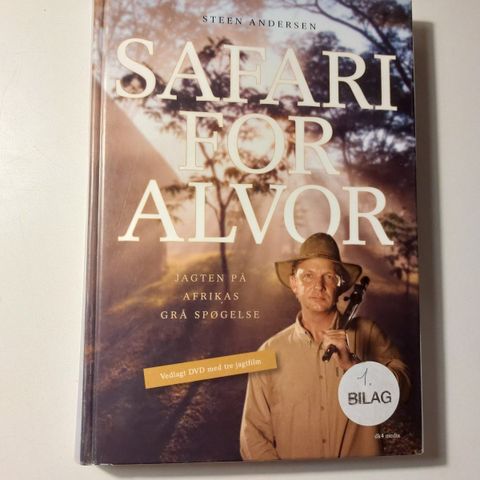 STEEN ANDERSEN
SAFARI
FOR
ALVOR
JAGTEN PÅ
AFRIKAS
GRÅ SPØGELSE
Vedlagt DVD med tre jagtfilm
1.
BILAG
dk4 media